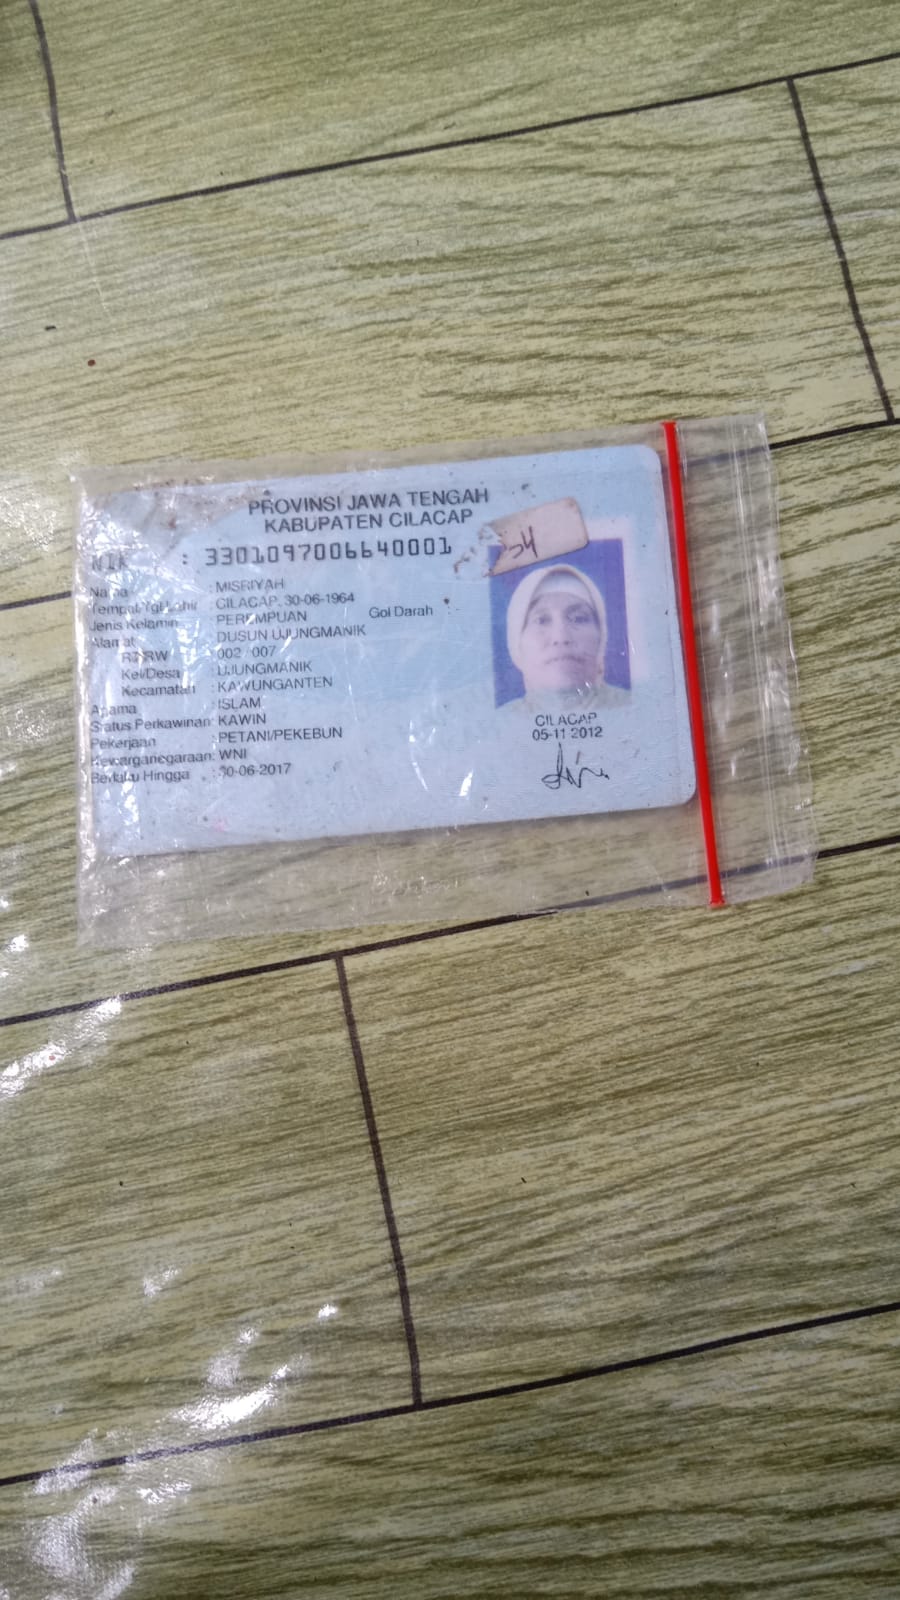 PROVINSI JAWA TENGAH
KABUPATEN CILACAP
NIK : 3301097006640001
Nama : MISRIYAH
Tempat/Tgl Lahir : CILACAP, 30-06-1964
Jenis Kelamin : PEREMPUAN Gol Darah :
Alamat : DUSUN UJUNGMANIK
RT/RW : 002 / 007
Kel/Desa : UJUNGMANIK
Kecamatan : KAWUNGANTEN
Agama : ISLAM
Status Perkawinan: KAWIN
Pekerjaan : PETANI/PEKEBUN
Kewarganegaraan: WNI
Berlaku Hingga : 30-06-2017
54
CILACAP
05-11-2012